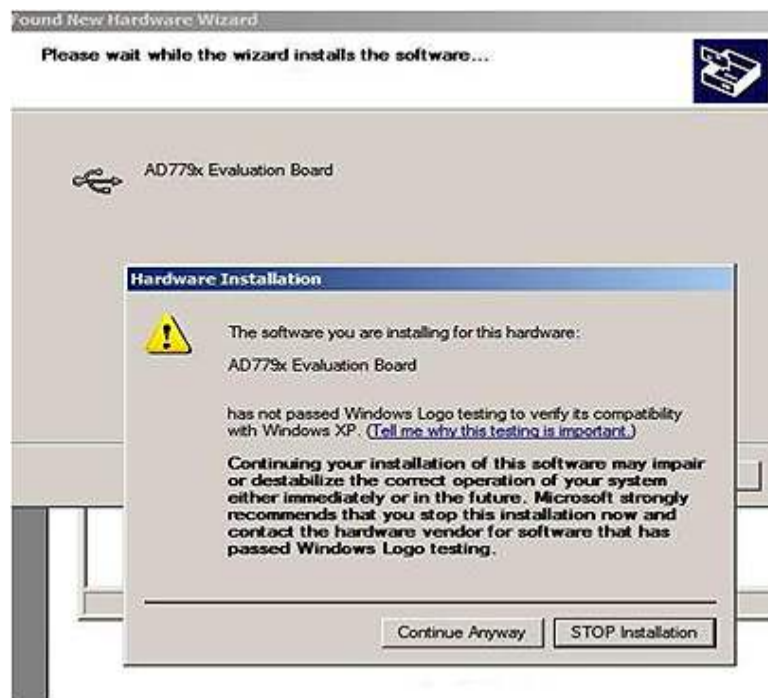 Found New Hardware Wizard
Please wait while the wizard installs the software...
AD779x Evaluation Board
Hardware Installation
The software you are installing for this hardware:
AD779x Evaluation Board
has not passed Windows Logo testing to verify its compatibility
with Windows XP. (Tell me why this testing is important.)
Continuing your installation of this software may impair
or destabilize the correct operation of your system
either immediately or in the future. Microsoft strongly
recommends that you stop this installation now and
contact the hardware vendor for software that has
passed Windows Logo testing.
Continue Anyway
STOP Installation